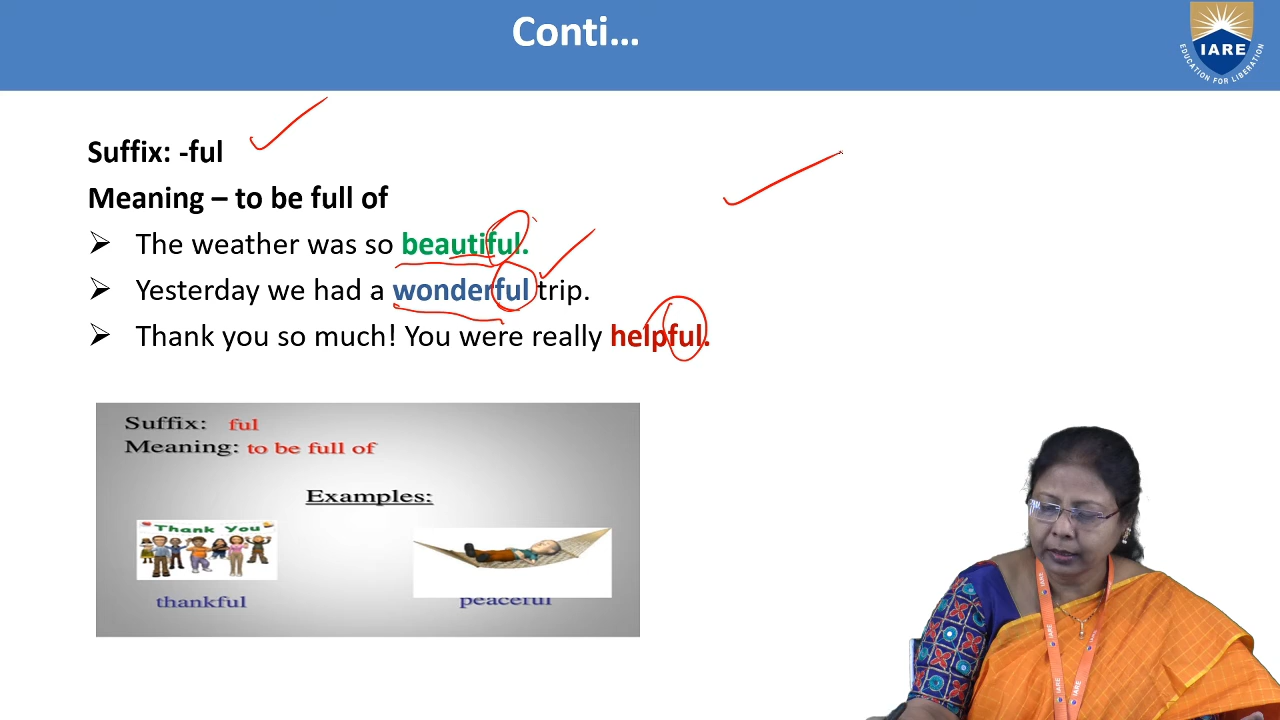 Conti...
IARE
EDUCATION FOR LIBERATION
Suffix: -ful
Meaning – to be full of
➢ The weather was so beautiful.
➢ Yesterday we had a wonderful trip.
➢ Thank you so much! You were really helpful.
Suffix: ful
Meaning: to be full of
Examples:
Thank You
thankful
peaceful